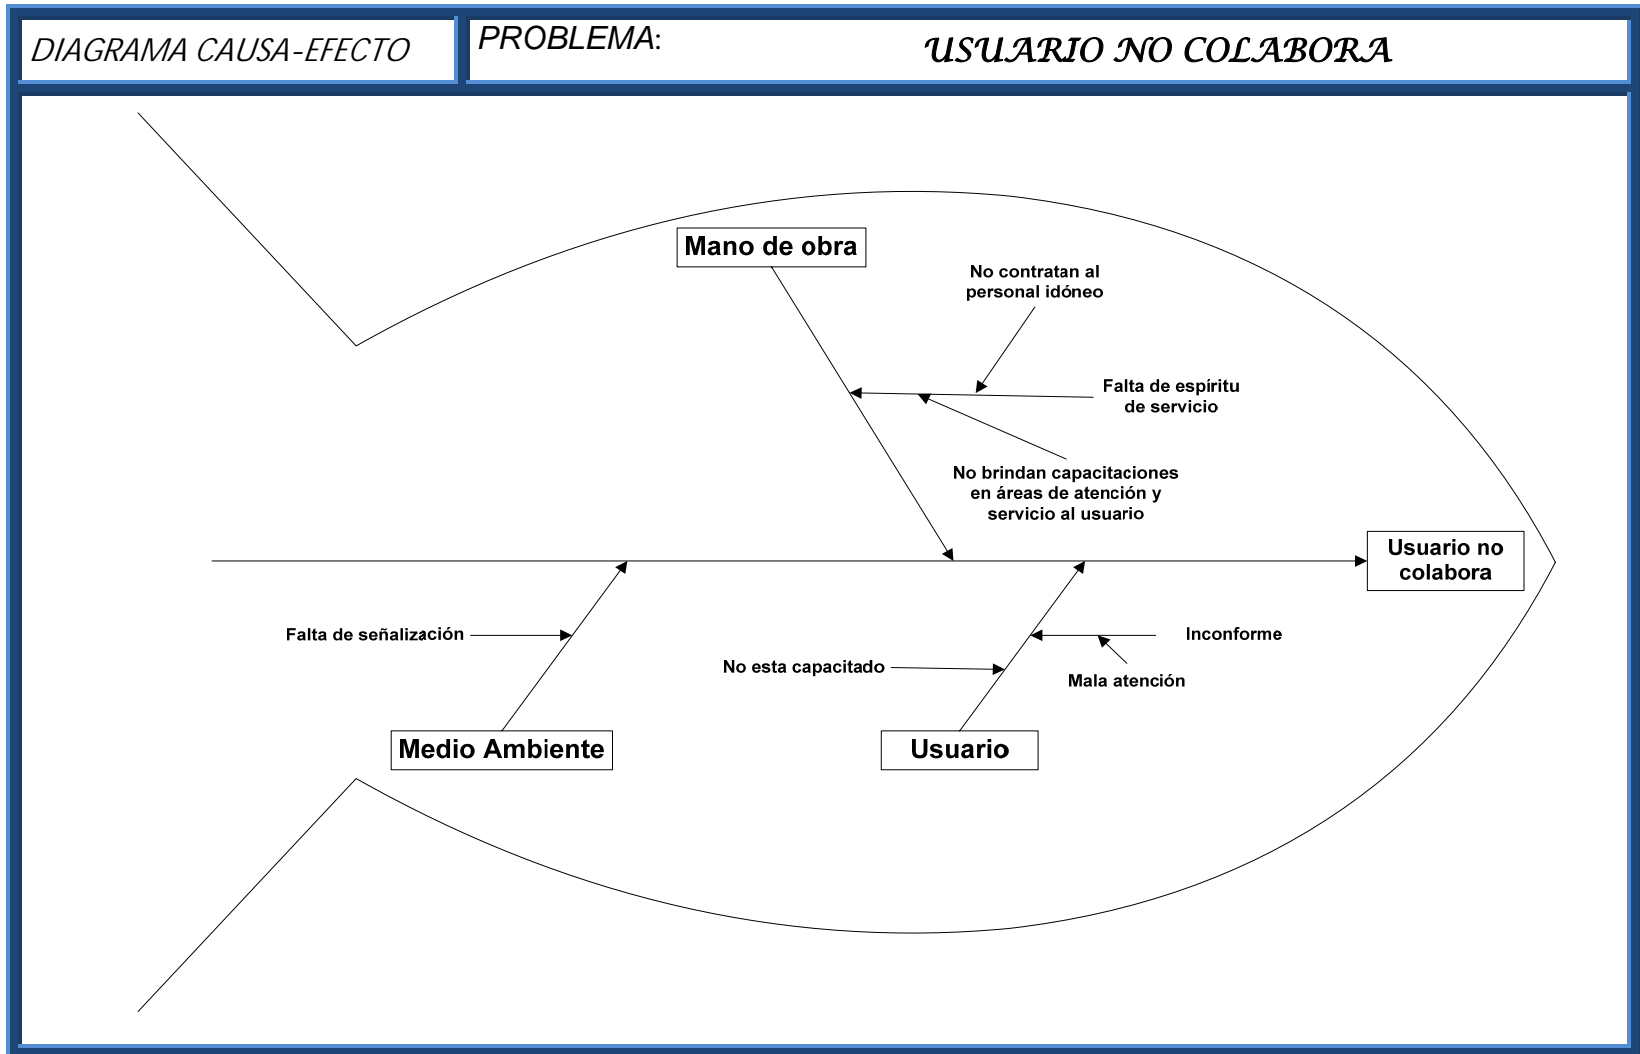 DIAGRAMA CAUSA-EFECTO
PROBLEMA:
USUARIO NO COLABORA
Mano de obra
No contratan al
personal idóneo
Falta de espíritu
de servicio
No brindan capacitaciones
en áreas de atención y
servicio al usuario
Usuario no
colabora
Falta de señalización
Inconforme
No esta capacitado
Mala atención
Medio Ambiente
Usuario